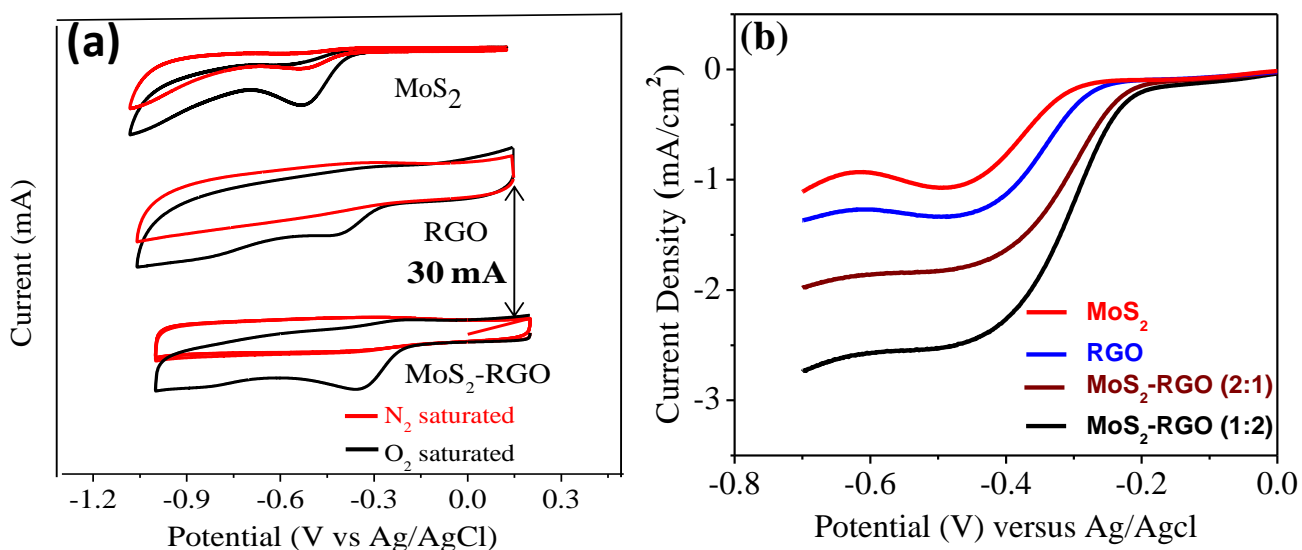 (a)
MoS₂
RGO
30 mA
MoS₂-RGO
N₂ saturated
O₂ saturated
Current (mA)
-1.2 -0.9 -0.6 -0.3 0.0 0.3
Potential (V vs Ag/AgCl)
(b)
0
-1
-2
-3
Current Density (mA/cm²)
MoS₂
RGO
MoS₂-RGO (2:1)
MoS₂-RGO (1:2)
-0.8 -0.6 -0.4 -0.2 0.0
Potential (V) versus Ag/Agcl